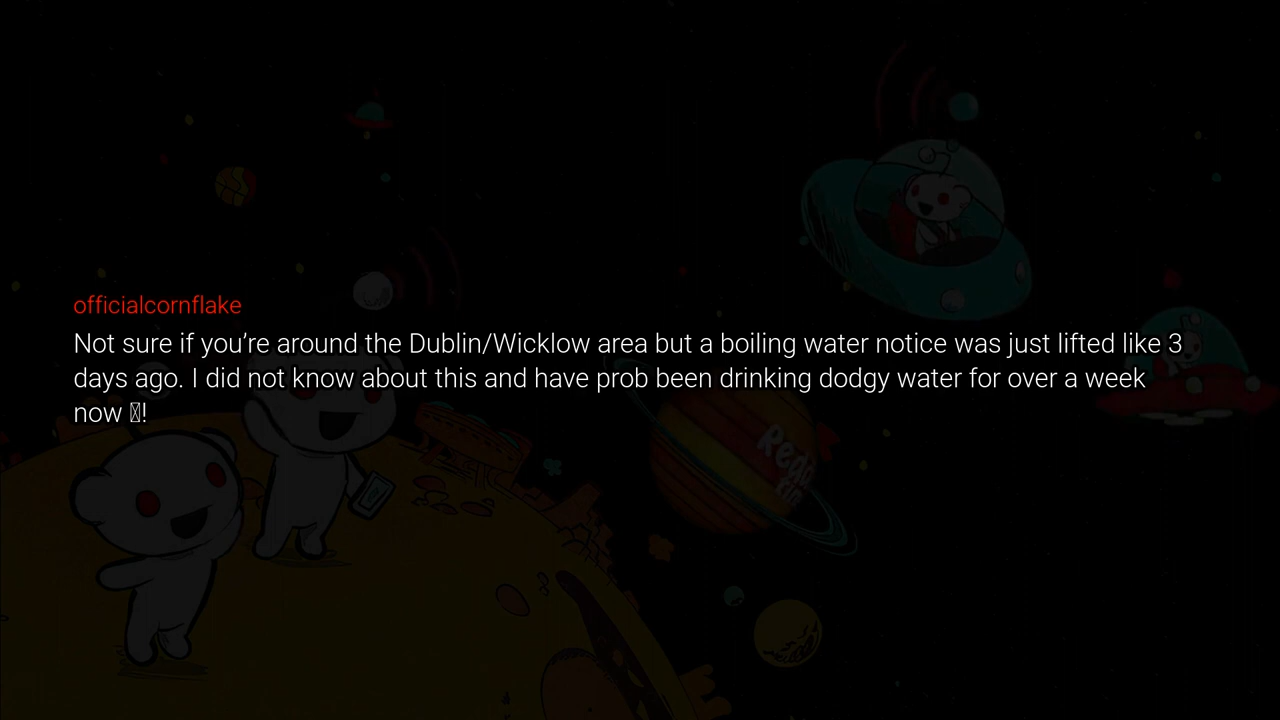 officialcornflake
Not sure if you’re around the Dublin/Wicklow area but a boiling water notice was just lifted like 3
days ago. I did not know about this and have prob been drinking dodgy water for over a week
now !